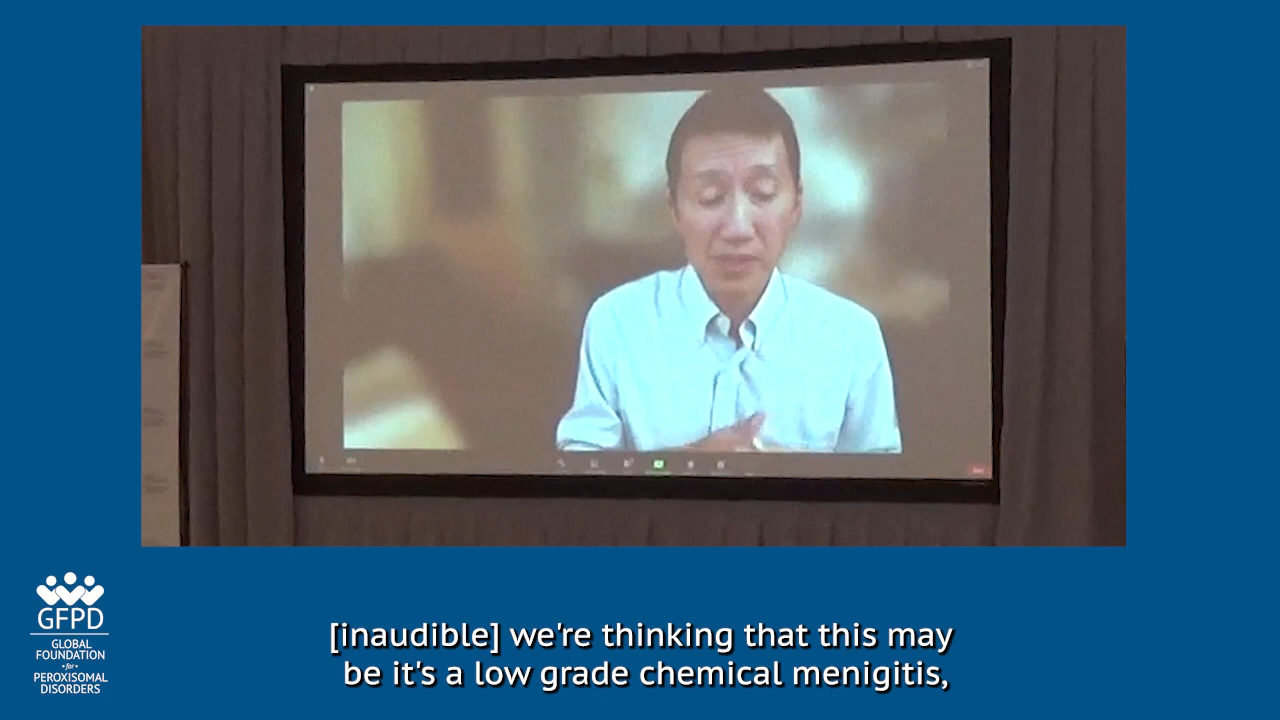 GFPD
GLOBAL
FOUNDATION
• for •
PEROXISOMAL
DISORDERS
[inaudible] we're thinking that this may
be it's a low grade chemical menigitis,